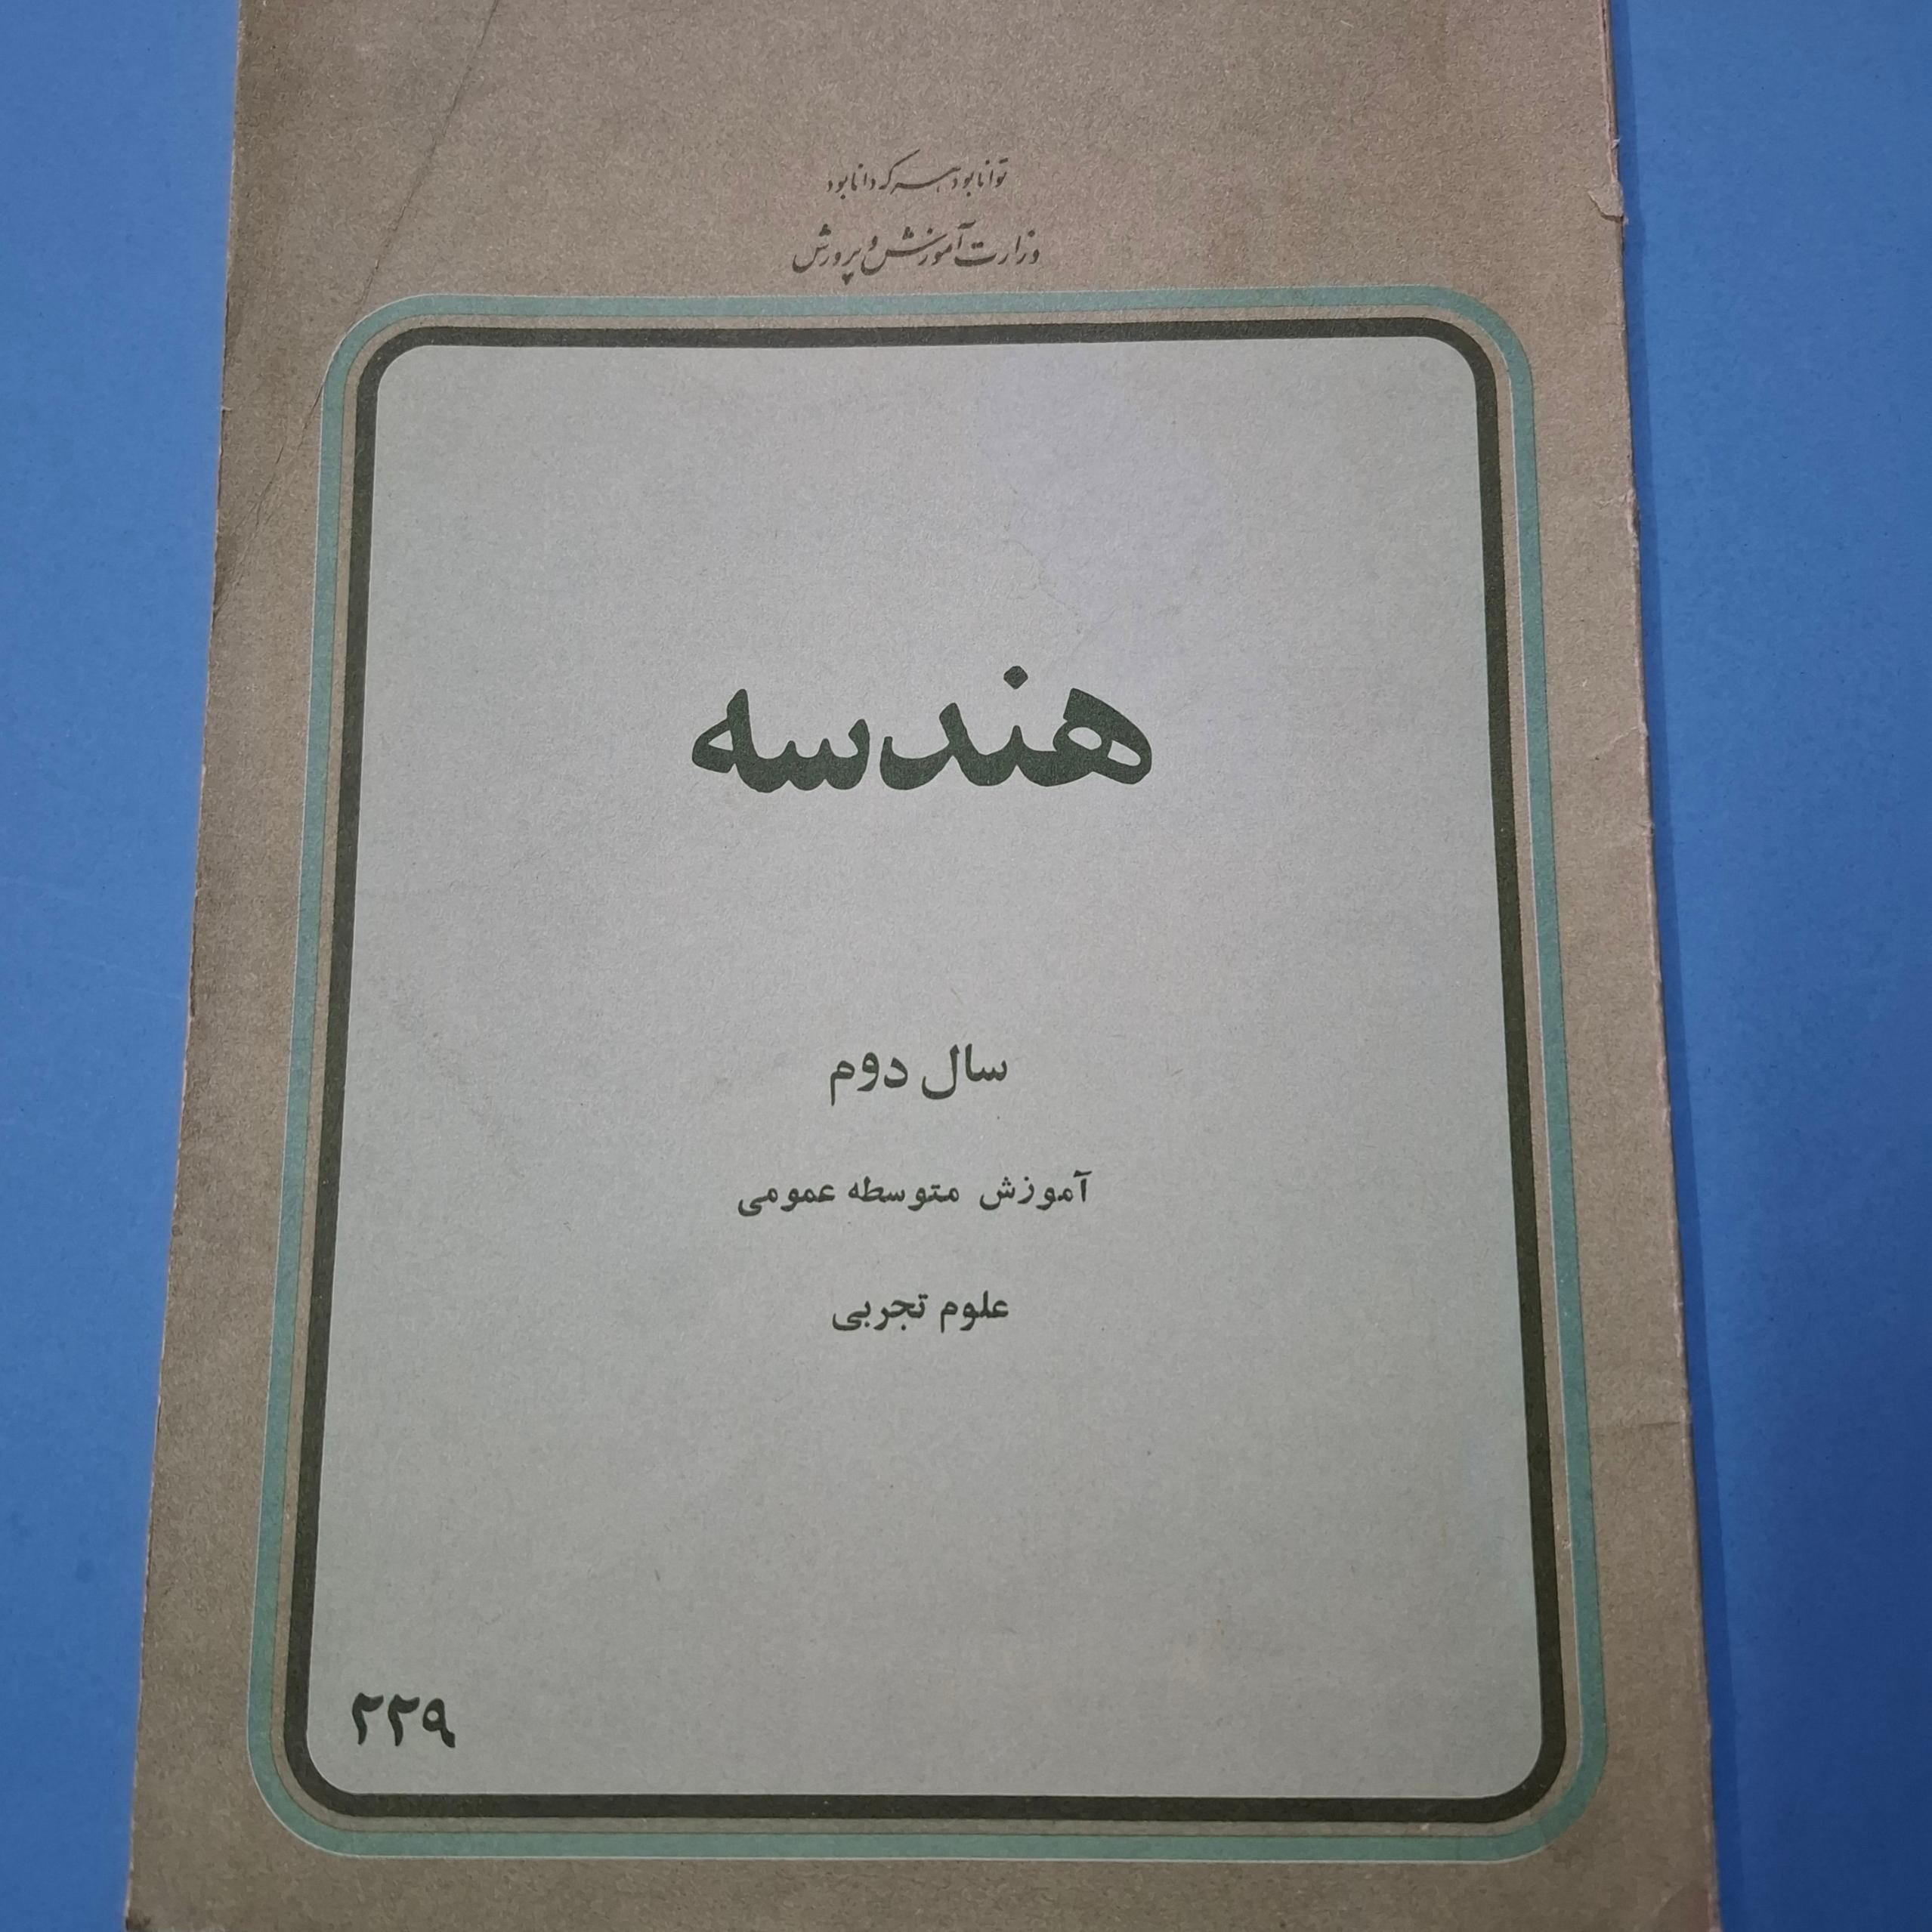 توانا بود هر که دانا بود
وزارت آموزش و پرورش
هندسه
سال دوم
آموزش متوسطه عمومی
علوم تجربی
۲۲۹